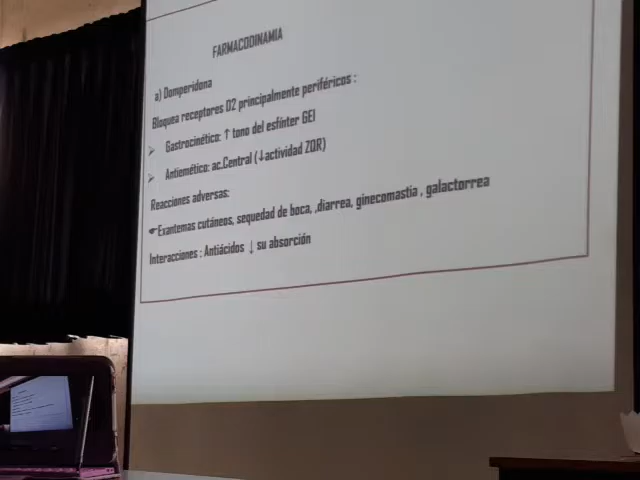 FARMACODINAMIA
a) Domperidona
Bloquea receptores D2 principalmente periféricos :
➤ Gastrocinético: ↑ tono del esfínter GEI
➤ Antiemético: ac.Central (↓actividad ZQR)
Reacciones adversas:
☛Exantemas cutáneos, sequedad de boca, ,diarrea, ginecomastia , galactorrea
Interacciones : Antiácidos ↓ su absorción